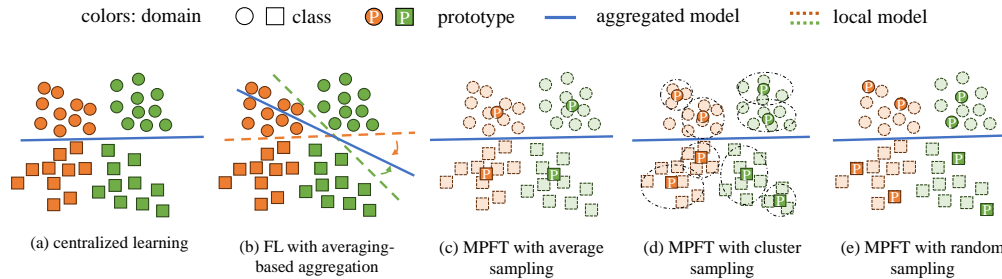 colors: domain class P P prototype aggregated model local model
P P P P P P P P P P P P P P P P P P P P
(a) centralized learning
(b) FL with averaging-based aggregation
(c) MPFT with average sampling
(d) MPFT with cluster sampling
(e) MPFT with random sampling